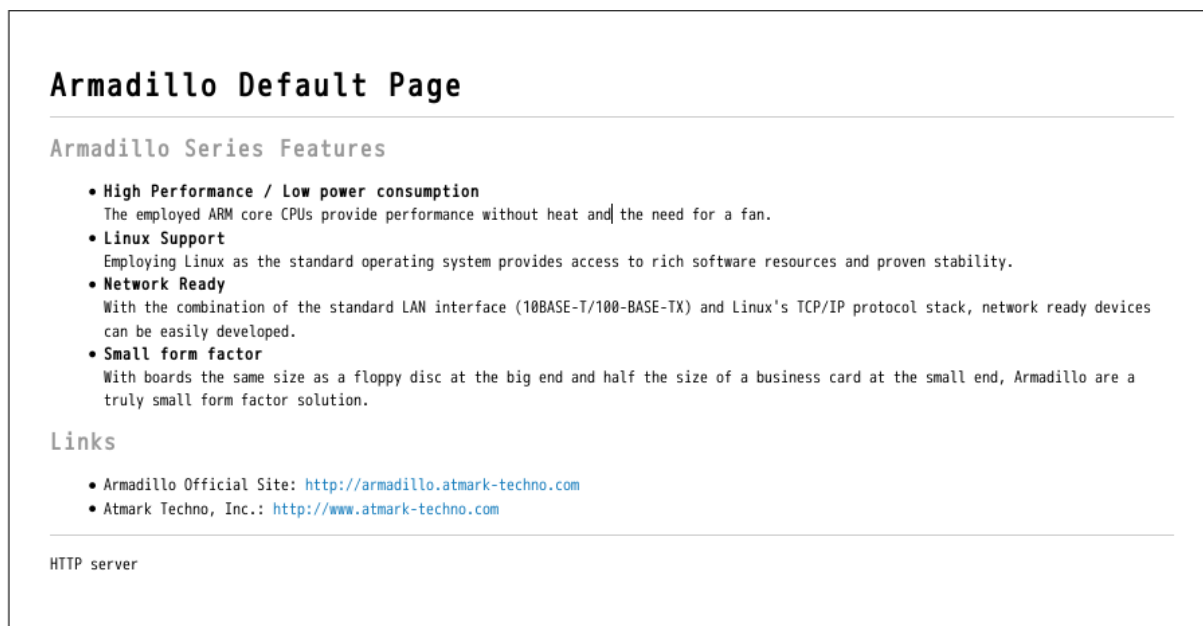 Armadillo Default Page
Armadillo Series Features
• High Performance / Low power consumption
The employed ARM core CPUs provide performance without heat and the need for a fan.
• Linux Support
Employing Linux as the standard operating system provides access to rich software resources and proven stability.
• Network Ready
With the combination of the standard LAN interface (10BASE-T/100-BASE-TX) and Linux's TCP/IP protocol stack, network ready devices
can be easily developed.
• Small form factor
With boards the same size as a floppy disc at the big end and half the size of a business card at the small end, Armadillo are a
truly small form factor solution.
Links
• Armadillo Official Site: http://armadillo.atmark-techno.com
• Atmark Techno, Inc.: http://www.atmark-techno.com
HTTP server